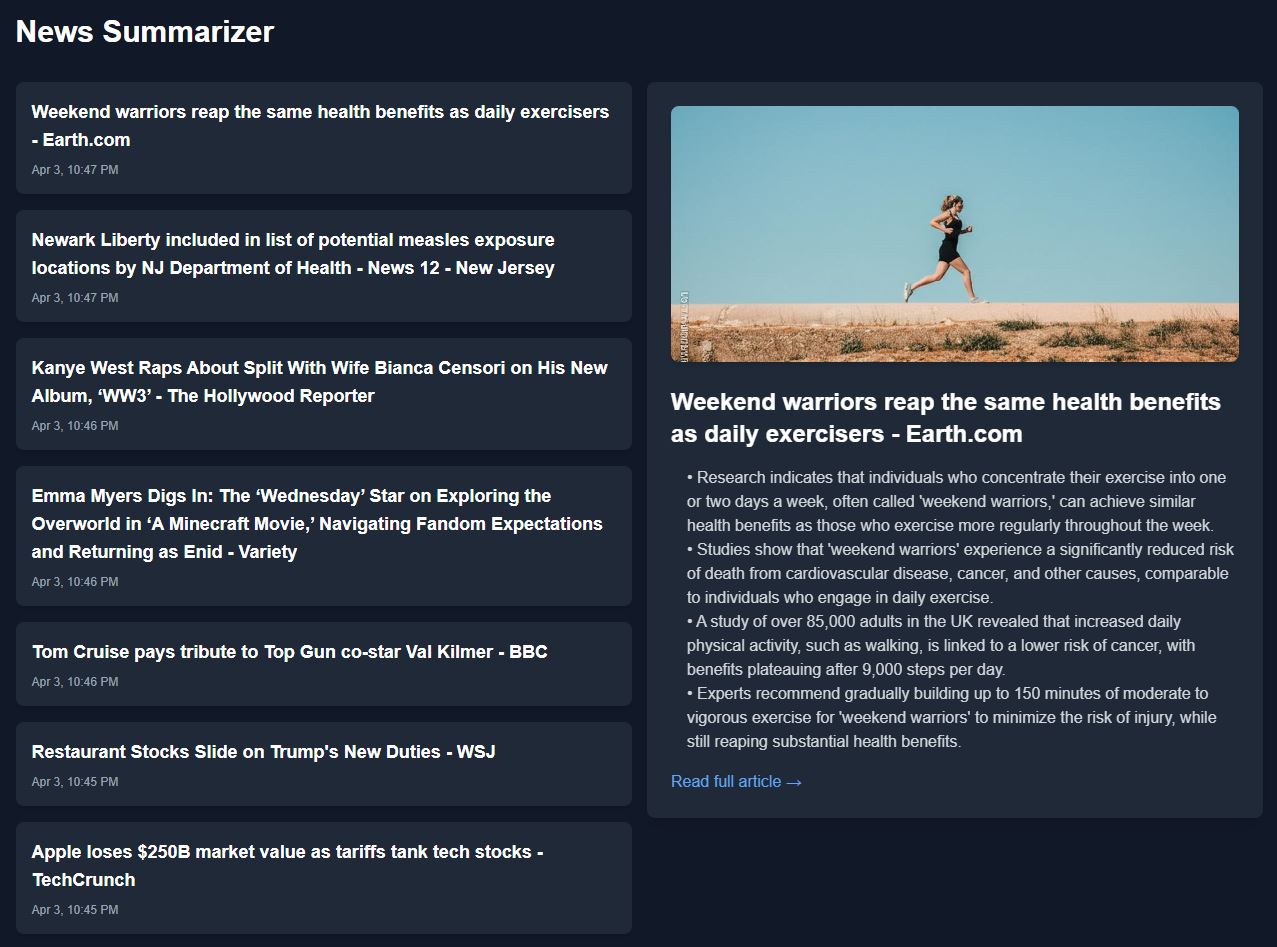 News Summarizer
Weekend warriors reap the same health benefits as daily exercisers
- Earth.com
Apr 3, 10:47 PM
Newark Liberty included in list of potential measles exposure
locations by NJ Department of Health - News 12 - New Jersey
Apr 3, 10:47 PM
Kanye West Raps About Split With Wife Bianca Censori on His New
Album, ‘WW3’ - The Hollywood Reporter
Apr 3, 10:46 PM
Emma Myers Digs In: The ‘Wednesday’ Star on Exploring the
Overworld in ‘A Minecraft Movie,’ Navigating Fandom Expectations
and Returning as Enid - Variety
Apr 3, 10:46 PM
Tom Cruise pays tribute to Top Gun co-star Val Kilmer - BBC
Apr 3, 10:46 PM
Restaurant Stocks Slide on Trump's New Duties - WSJ
Apr 3, 10:45 PM
Apple loses $250B market value as tariffs tank tech stocks -
TechCrunch
Apr 3, 10:45 PM
Weekend warriors reap the same health benefits
as daily exercisers - Earth.com
• Research indicates that individuals who concentrate their exercise into one
or two days a week, often called 'weekend warriors,' can achieve similar
health benefits as those who exercise more regularly throughout the week.
• Studies show that 'weekend warriors' experience a significantly reduced risk
of death from cardiovascular disease, cancer, and other causes, comparable
to individuals who engage in daily exercise.
• A study of over 85,000 adults in the UK revealed that increased daily
physical activity, such as walking, is linked to a lower risk of cancer, with
benefits plateauing after 9,000 steps per day.
• Experts recommend gradually building up to 150 minutes of moderate to
vigorous exercise for 'weekend warriors' to minimize the risk of injury, while
still reaping substantial health benefits.
Read full article →